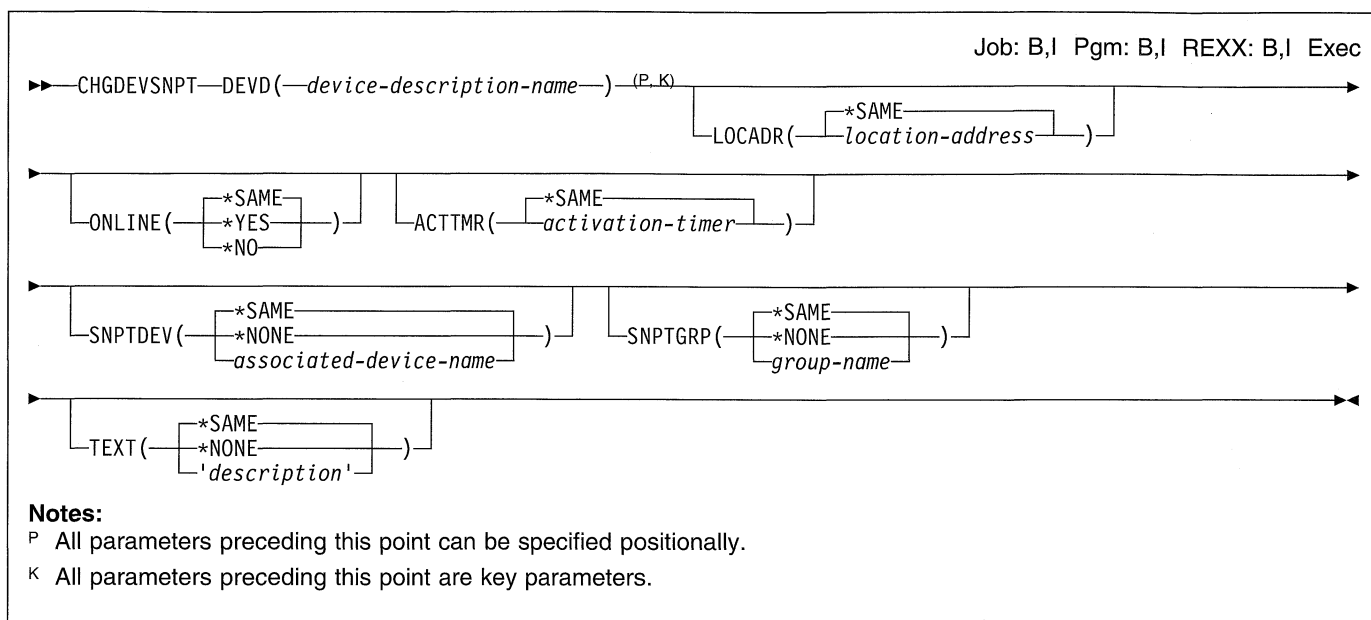 Job: B,I Pgm: B,I REXX: B,I Exec
CHGDEVSNPT DEVD( device-description-name ) (P, K)
LOCADR( *SAME location-address )
ONLINE( *SAME *YES *NO )
ACTTMR( *SAME activation-timer )
SNPTDEV( *SAME *NONE associated-device-name )
SNPTGRP( *SAME *NONE group-name )
TEXT( *SAME *NONE 'description' )
Notes:
P All parameters preceding this point can be specified positionally.
K All parameters preceding this point are key parameters.